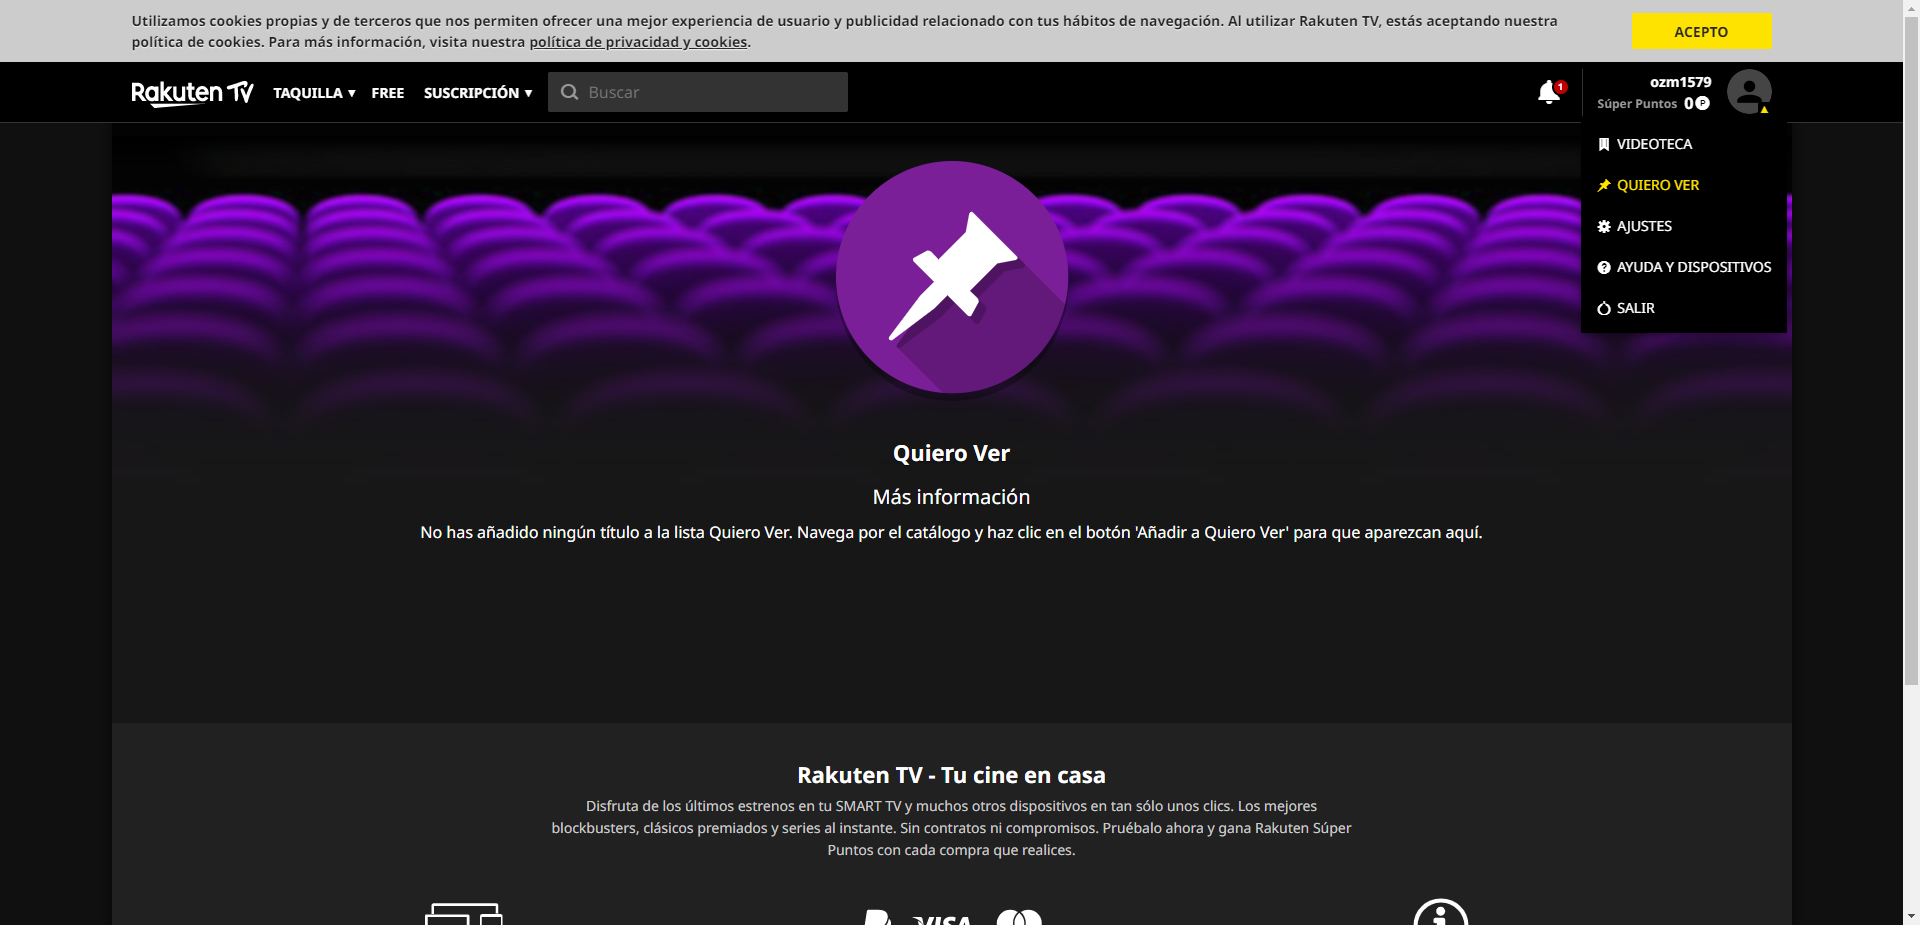 Utilizamos cookies propias y de terceros que nos permiten ofrecer una mejor experiencia de usuario y publicidad relacionado con tus hábitos de navegación. Al utilizar Rakuten TV, estás aceptando nuestra
política de cookies. Para más información, visita nuestra política de privacidad y cookies.
ACEPTO
Rakuten TV
TAQUILLA ▼
FREE
SUSCRIPCIÓN ▼
Buscar
1
ozm1579
Súper Puntos 0 P
VIDEOTECA
QUIERO VER
AJUSTES
AYUDA Y DISPOSITIVOS
SALIR
Quiero Ver
Más información
No has añadido ningún título a la lista Quiero Ver. Navega por el catálogo y haz clic en el botón 'Añadir a Quiero Ver' para que aparezcan aquí.
Rakuten TV - Tu cine en casa
Disfruta de los últimos estrenos en tu SMART TV y muchos otros dispositivos en tan sólo unos clics. Los mejores
blockbusters, clásicos premiados y series al instante. Sin contratos ni compromisos. Pruébalo ahora y gana Rakuten Súper
Puntos con cada compra que realices.
VISA